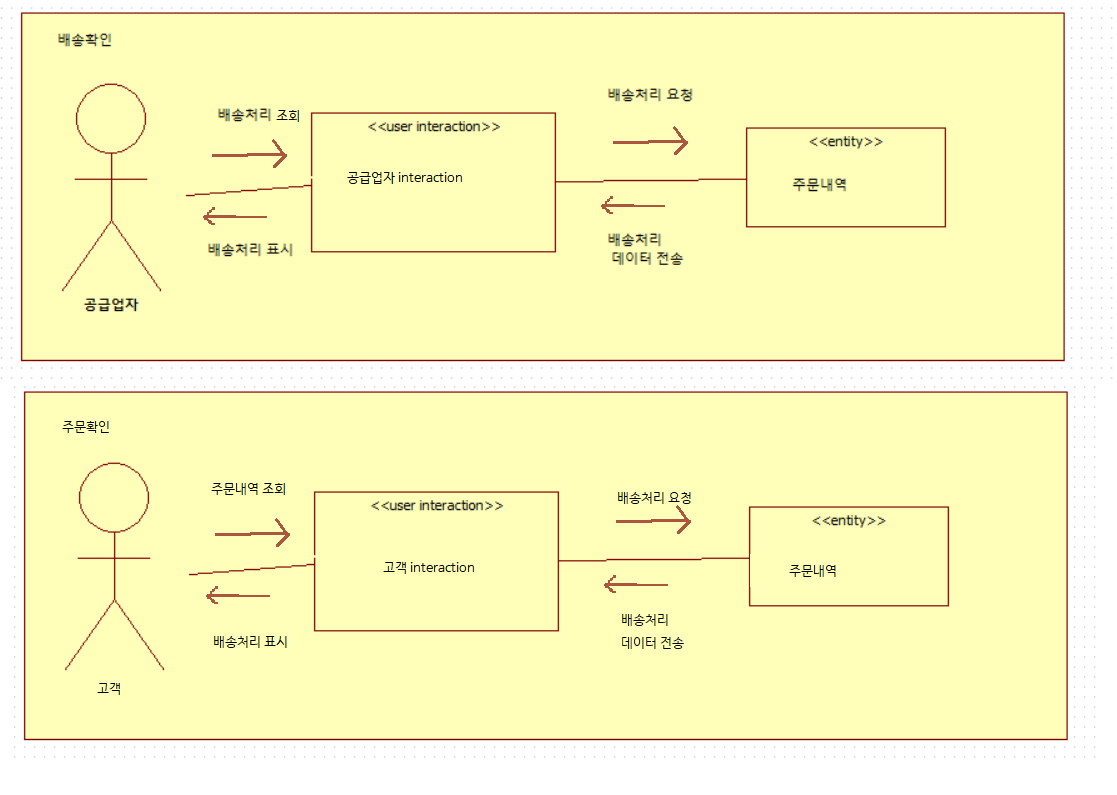 배송확인
배송처리 조회
배송처리 요청
<<user interaction>>
<<entity>>
공급업자 interaction
주문내역
배송처리 표시
배송처리
데이터 전송
공급업자
주문확인
주문내역 조회
배송처리 요청
<<user interaction>>
<<entity>>
고객 interaction
주문내역
배송처리 표시
배송처리
데이터 전송
고객